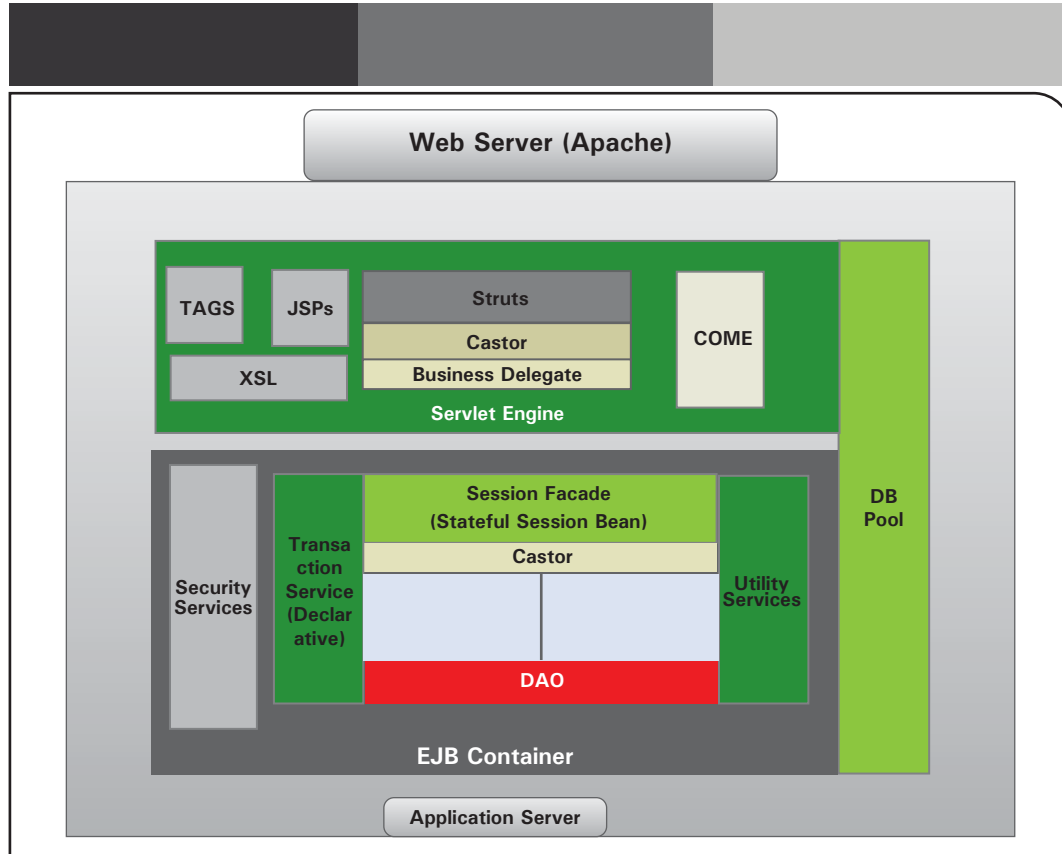 Web Server (Apache)
TAGS
JSPs
XSL
Struts
Castor
Business Delegate
COME
Servlet Engine
DB
Pool
Security
Services
Transa
ction
Service
(Declar
ative)
Session Facade
(Stateful Session Bean)
Castor
DAO
Utility
Services
EJB Container
Application Server